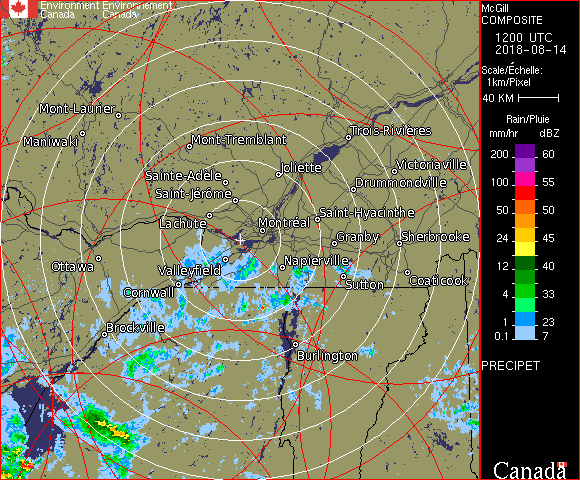 Environment Environnement
Canada Canada
McGill
COMPOSITE
1200 UTC
2018-08-14
Scale/Échelle:
1km/Pixel
40 KM
Rain/Pluie
mm/hr dBZ
200 60
100 55
50 50
24 45
12 40
4 33
1 23
0.1 7
PRECIPET
Canada
Mont-Laurier
Maniwaki
Mont-Tremblant
Trois-Rivières
Sainte-Adèle
Joliette
Victoriaville
Saint-Jérôme
Drummondville
Lachute
Montréal
Saint-Hyacinthe
Granby
Sherbrooke
Ottawa
Valleyfield
Napierville
Cornwall
Sutton
Coaticook
Brockville
Burlington